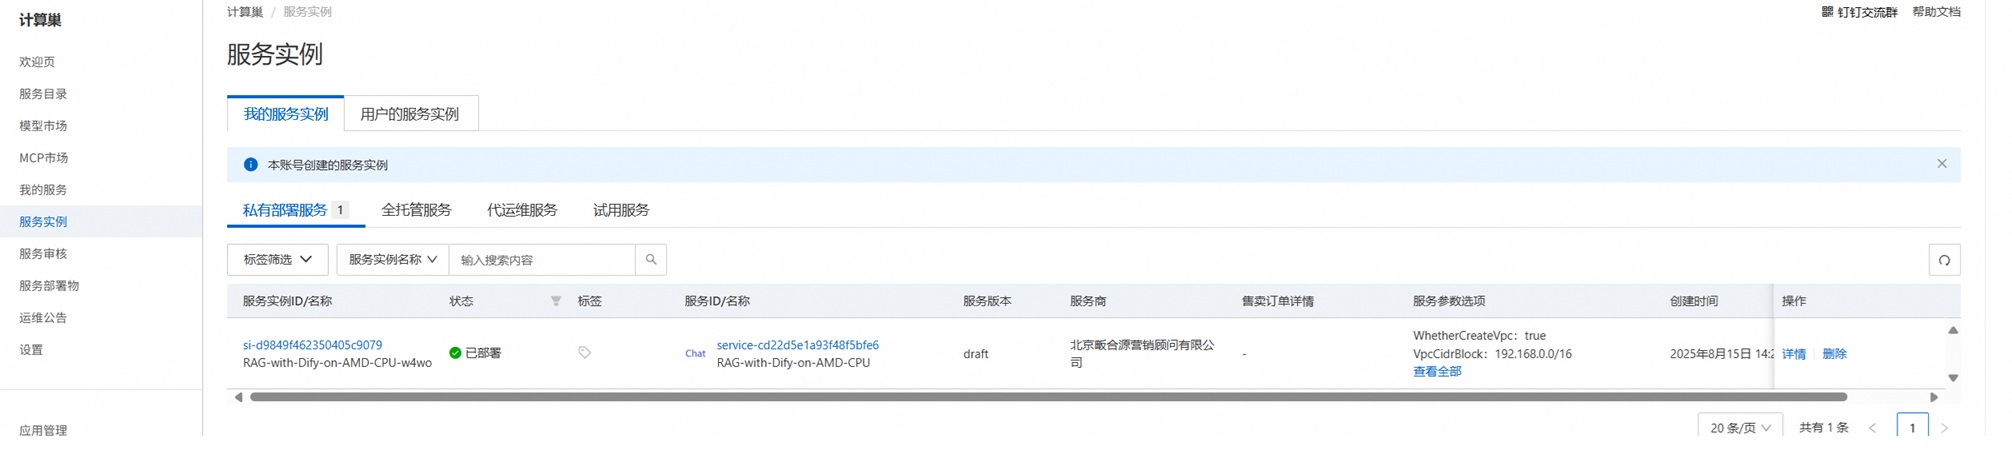 计算巢
欢迎页
服务目录
模型市场
MCP市场
我的服务
服务实例
服务审核
服务部署物
运维公告
设置
应用管理
计算巢 / 服务实例
钉钉交流群 帮助文档
服务实例
我的服务实例 用户的服务实例
本账号创建的服务实例
私有部署服务 1 全托管服务 代运维服务 试用服务
标签筛选 服务实例名称 输入搜索内容
服务实例ID/名称 状态 标签 服务ID/名称 服务版本 服务商 售卖订单详情 服务参数选项 创建时间 操作
si-d9849f462350405c9079
RAG-with-Dify-on-AMD-CPU-w4wo
已部署
Chat
service-cd22d5e1a93f48f5bfe6
RAG-with-Dify-on-AMD-CPU
draft
北京畈合源营销顾问有限公
司
-
WhetherCreateVpc：true
VpcCidrBlock：192.168.0.0/16
查看全部
2025年8月15日 14:2
详情 删除
20 条/页 共有 1 条 1